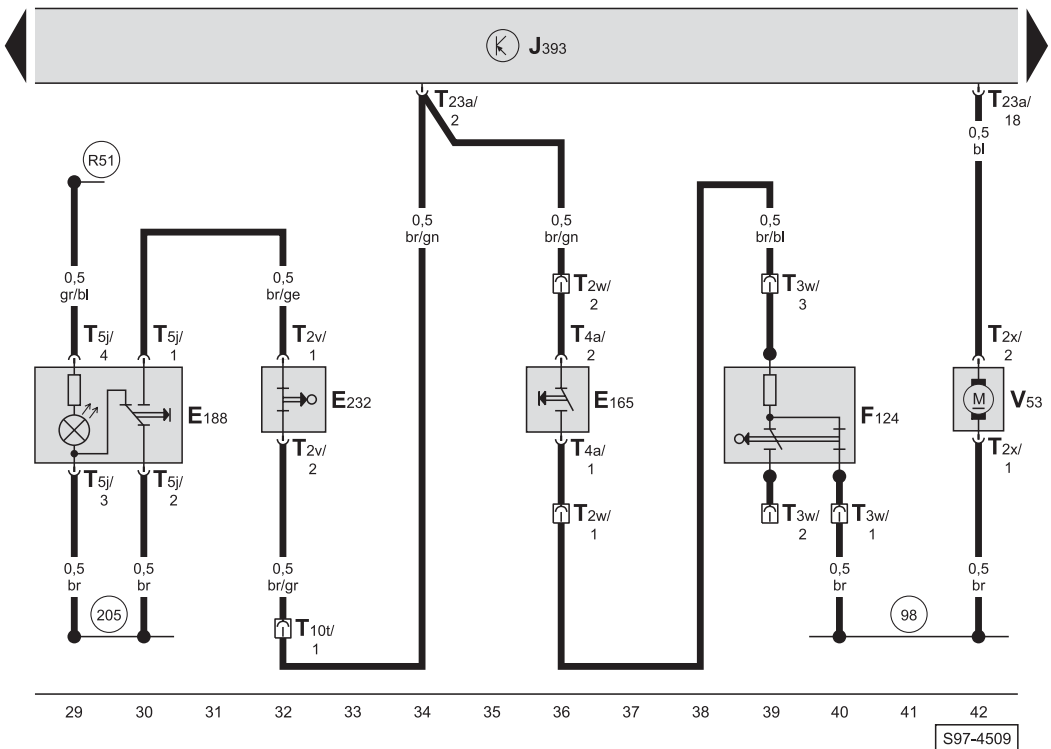 J393
T23a/
2
T23a/
18
0,5
bl
R51
0,5
br/gn
0,5
br/gn
0,5
br/bl
0,5
gr/bl
0,5
br/ge
T2w/
2
T3w/
3
T5j/
4
T5j/
1
T2v/
1
T4a/
2
T2x/
2
E188
E232
E165
F124
M
V53
T5j/
3
T5j/
2
T2v/
2
T4a/
1
T2x/
1
T2w/
1
T3w/
2
T3w/
1
0,5
br
0,5
br
0,5
br/gr
0,5
br
0,5
br
205
T10t/
1
98
29 30 31 32 33 34 35 36 37 38 39 40 41 42
S97-4509